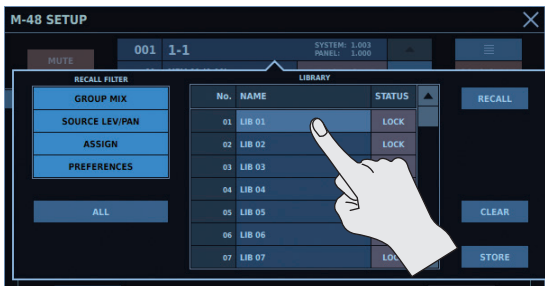 M-48 SETUP
001 1-1
SYSTEM: 1.003
PANEL: 1.000
MUTE
RECALL FILTER
LIBRARY
GROUP MIX
SOURCE LEV/PAN
ASSIGN
PREFERENCES
ALL
No. NAME STATUS
01 LIB 01 LOCK
02 LIB 02 LOCK
03 LIB 03
04 LIB 04
05 LIB 05
06 LIB 06
07 LIB 07
RECALL
CLEAR
STORE